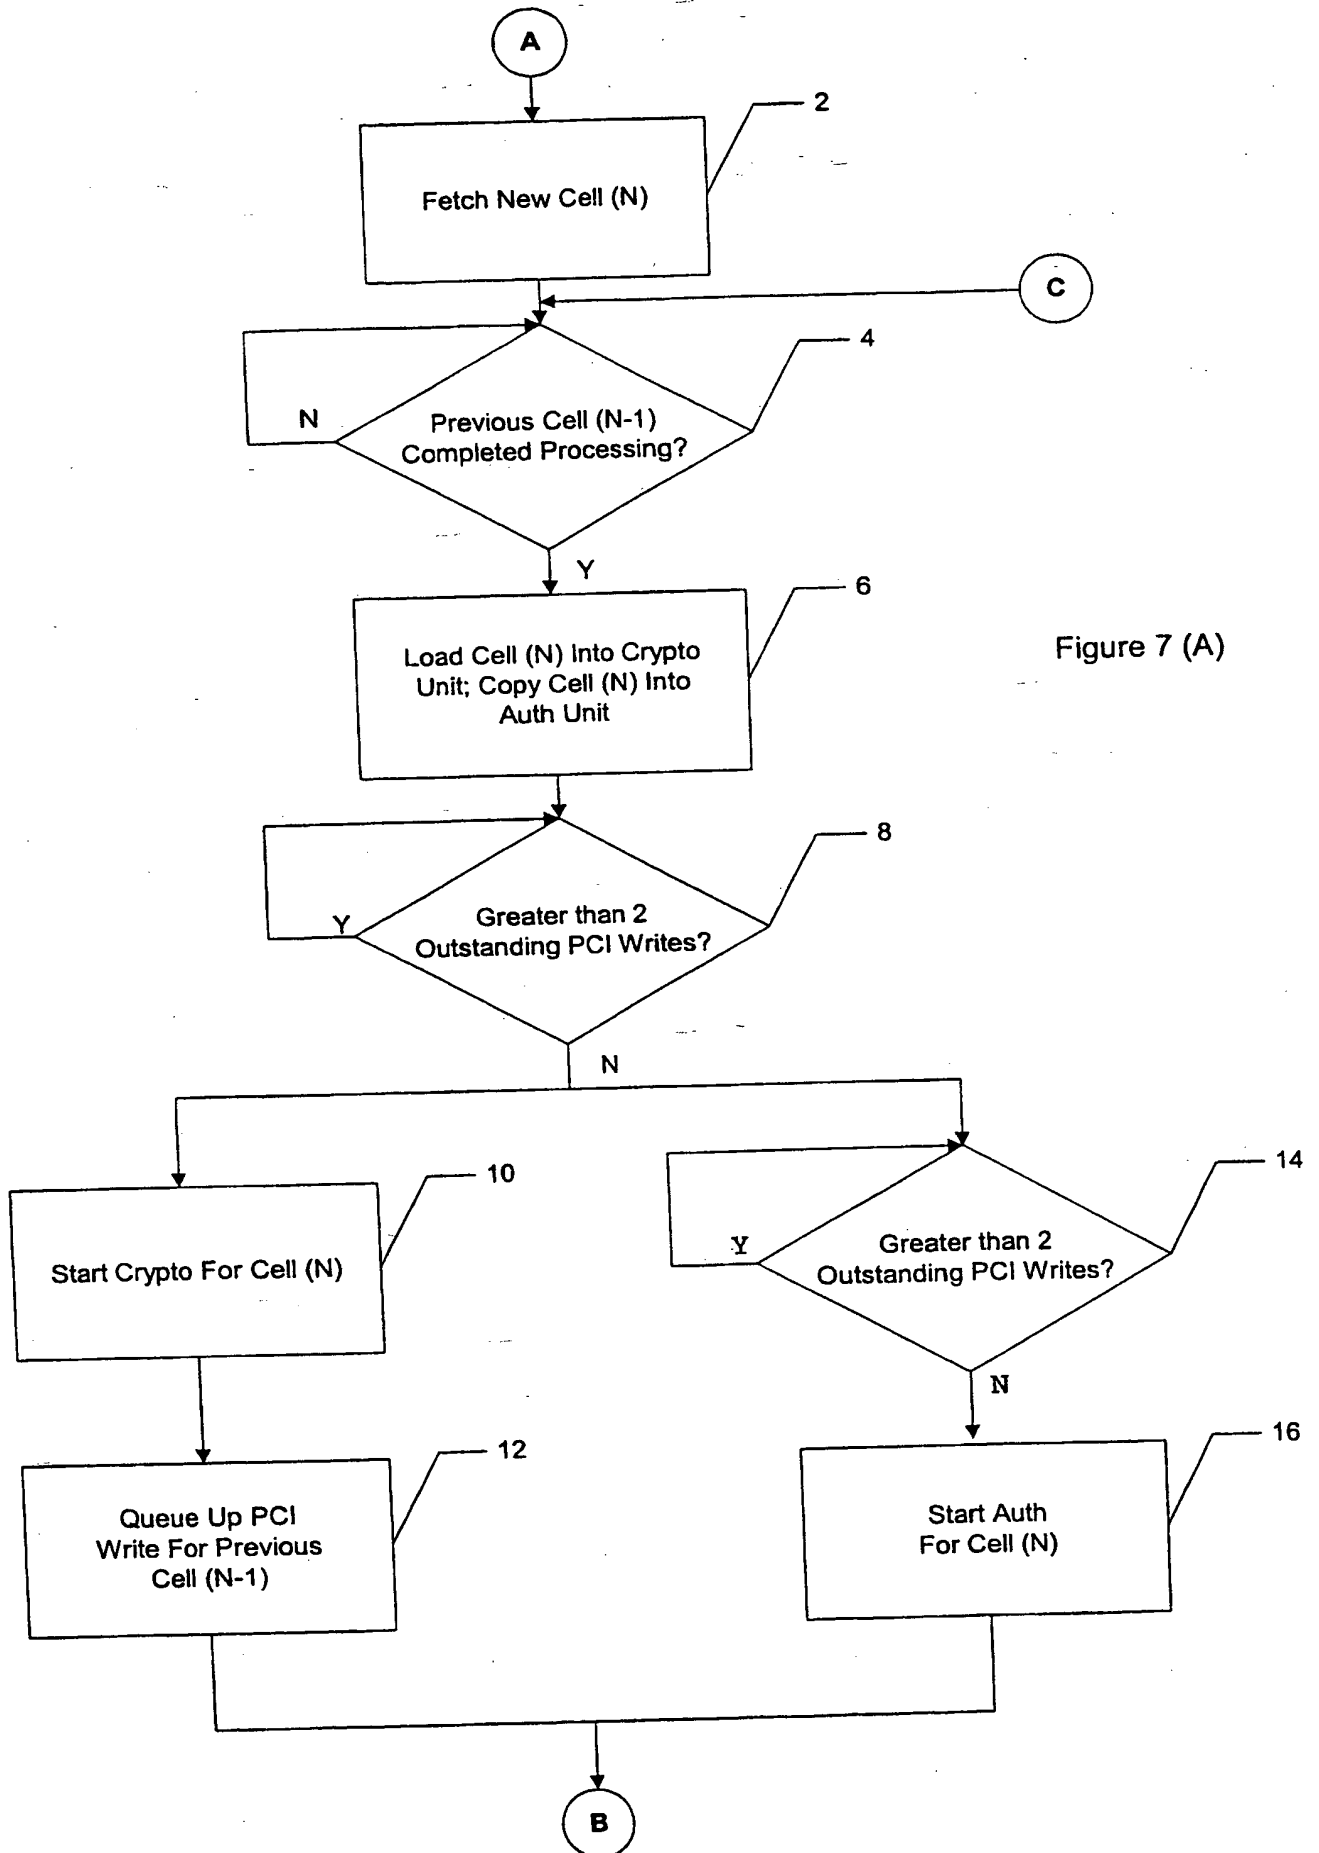 A
2
Fetch New Cell (N)
C
4
N
Previous Cell (N-1)
Completed Processing?
Y
6
Load Cell (N) Into Crypto
Unit; Copy Cell (N) Into
Auth Unit
Figure 7 (A)
8
Y
Greater than 2
Outstanding PCI Writes?
N
10
Start Crypto For Cell (N)
14
Y
Greater than 2
Outstanding PCI Writes?
N
12
Queue Up PCI
Write For Previous
Cell (N-1)
16
Start Auth
For Cell (N)
B